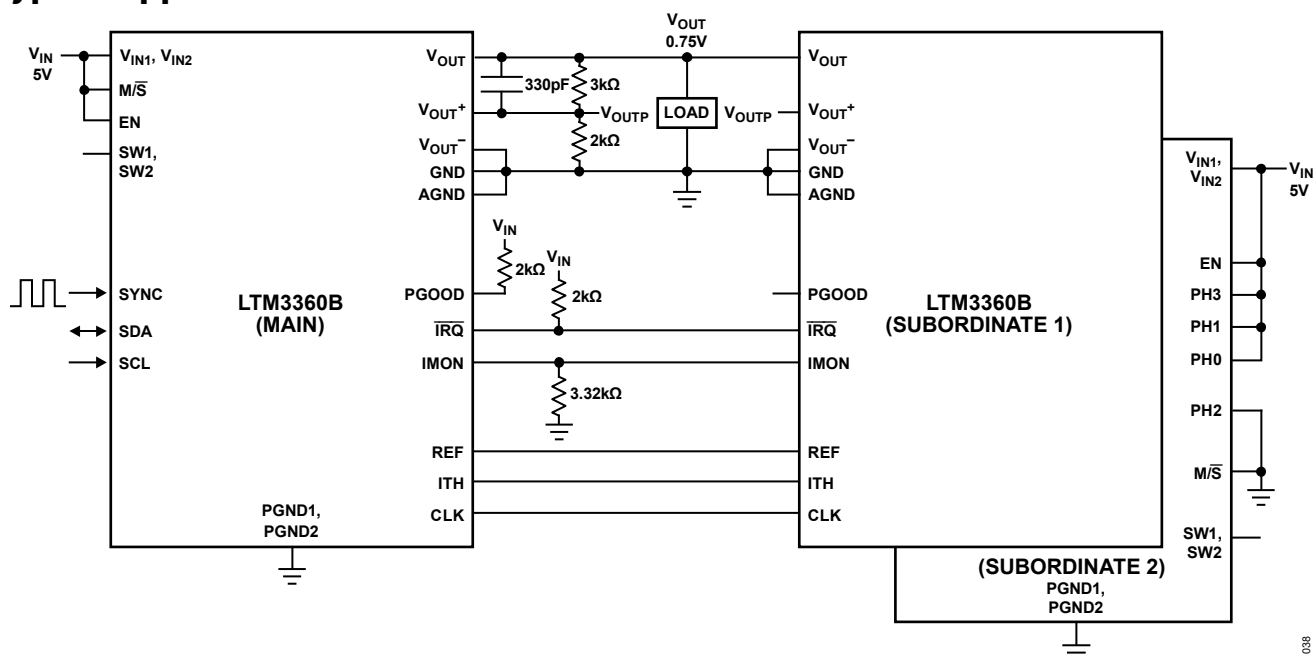 V_OUT
0.75V
V_IN
5V
V_IN1, V_IN2
M/S̅
EN
SW1,
SW2
SYNC
SDA
SCL
LTM3360B
(MAIN)
PGND1,
PGND2
V_OUT
V_OUT⁺
V_OUT⁻
GND
AGND
PGOOD
I̅R̅Q̅
IMON
REF
ITH
CLK
330pF
3kΩ
V_OUTP
2kΩ
LOAD
V_OUTP
V_IN
2kΩ
V_IN
2kΩ
3.32kΩ
V_OUT
V_OUT⁺
V_OUT⁻
GND
AGND
PGOOD
I̅R̅Q̅
IMON
REF
ITH
CLK
LTM3360B
(SUBORDINATE 1)
V_IN1,
V_IN2
EN
PH3
PH1
PH0
PH2
M/S̅
SW1,
SW2
V_IN
5V
(SUBORDINATE 2)
PGND1,
PGND2
038